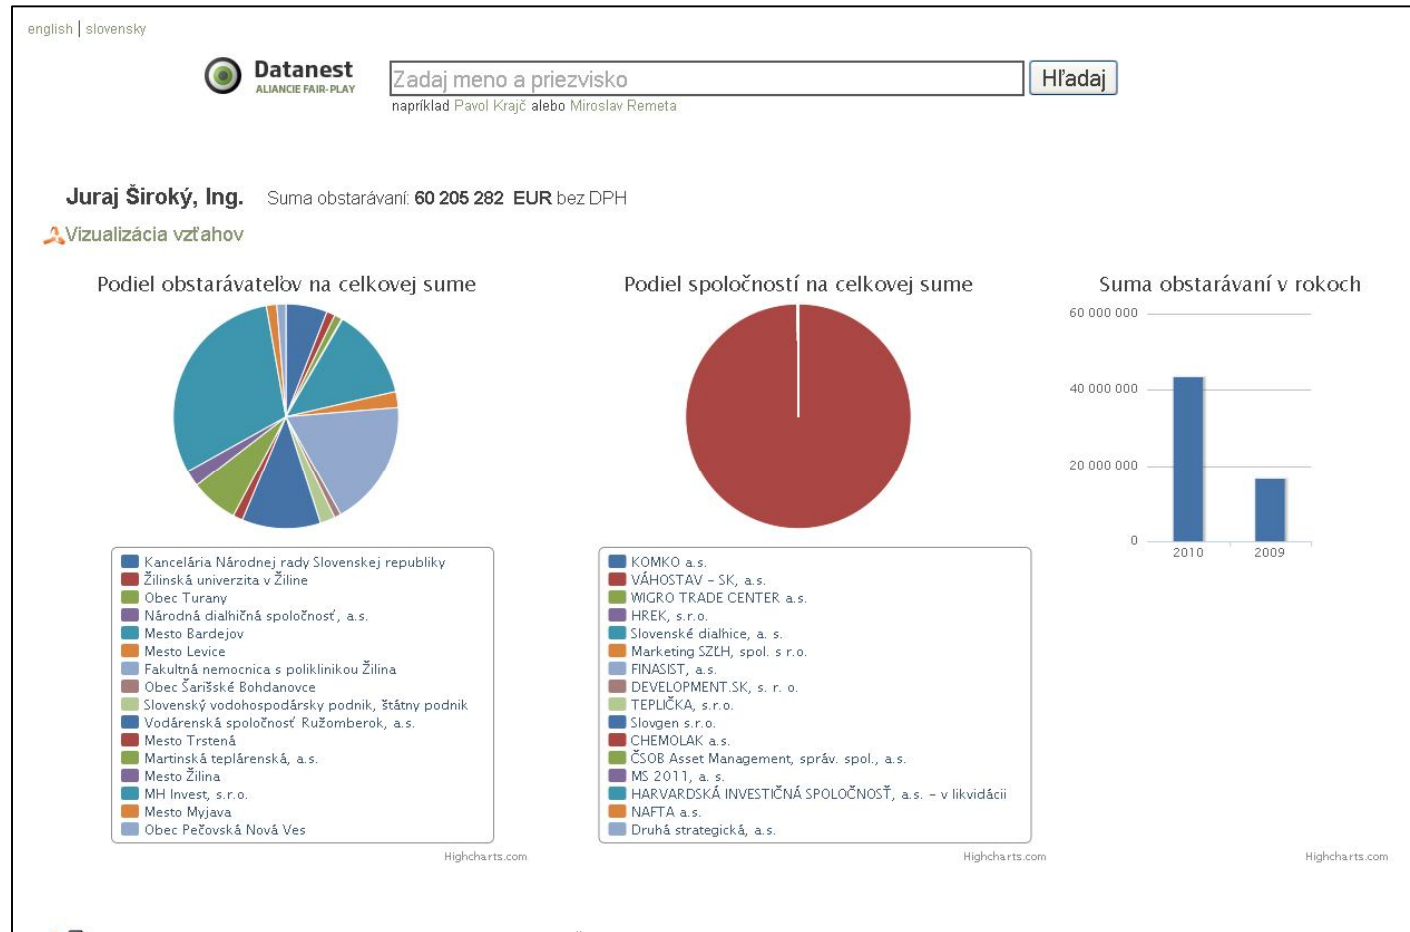 english | slovensky
Datanest
ALIANCIE FAIR-PLAY
Zadaj meno a priezvisko
Hľadaj
napríklad Pavol Krajč alebo Miroslav Remeta
Juraj Široký, Ing. Suma obstarávaní: 60 205 282 EUR bez DPH
Vizualizácia vzťahov
Podiel obstarávateľov na celkovej sume
Kancelária Národnej rady Slovenskej republiky
Žilinská univerzita v Žiline
Obec Turany
Národná dialhičná spoločnosť, a.s.
Mesto Bardejov
Mesto Levice
Fakultná nemocnica s poliklinikou Žilina
Obec Šarišské Bohdanovce
Slovenský vodohospodársky podnik, štátny podnik
Vodárenská spoločnosť Ružomberok, a.s.
Mesto Trstená
Martinská teplárenská, a.s.
Mesto Žilina
MH Invest, s.r.o.
Mesto Myjava
Obec Pečovská Nová Ves
Highcharts.com
Podiel spoločností na celkovej sume
KOMKO a.s.
VÁHOSTAV – SK, a.s.
WIGRO TRADE CENTER a.s.
HREK, s.r.o.
Slovenské dialhice, a. s.
Marketing SZĽH, spol. s r.o.
FINASIST, a.s.
DEVELOPMENT.SK, s. r. o.
TEPLIČKA, s.r.o.
Slovgen s.r.o.
CHEMOLAK a.s.
ČSOB Asset Management, správ. spol., a.s.
MS 2011, a. s.
HARVARDSKÁ INVESTIČNÁ SPOLOČNOSŤ, a.s. – v likvidácii
NAFTA a.s.
Druhá strategická, a.s.
Highcharts.com
Suma obstarávaní v rokoch
60 000 000
40 000 000
20 000 000
0
2010 2009
Highcharts.com